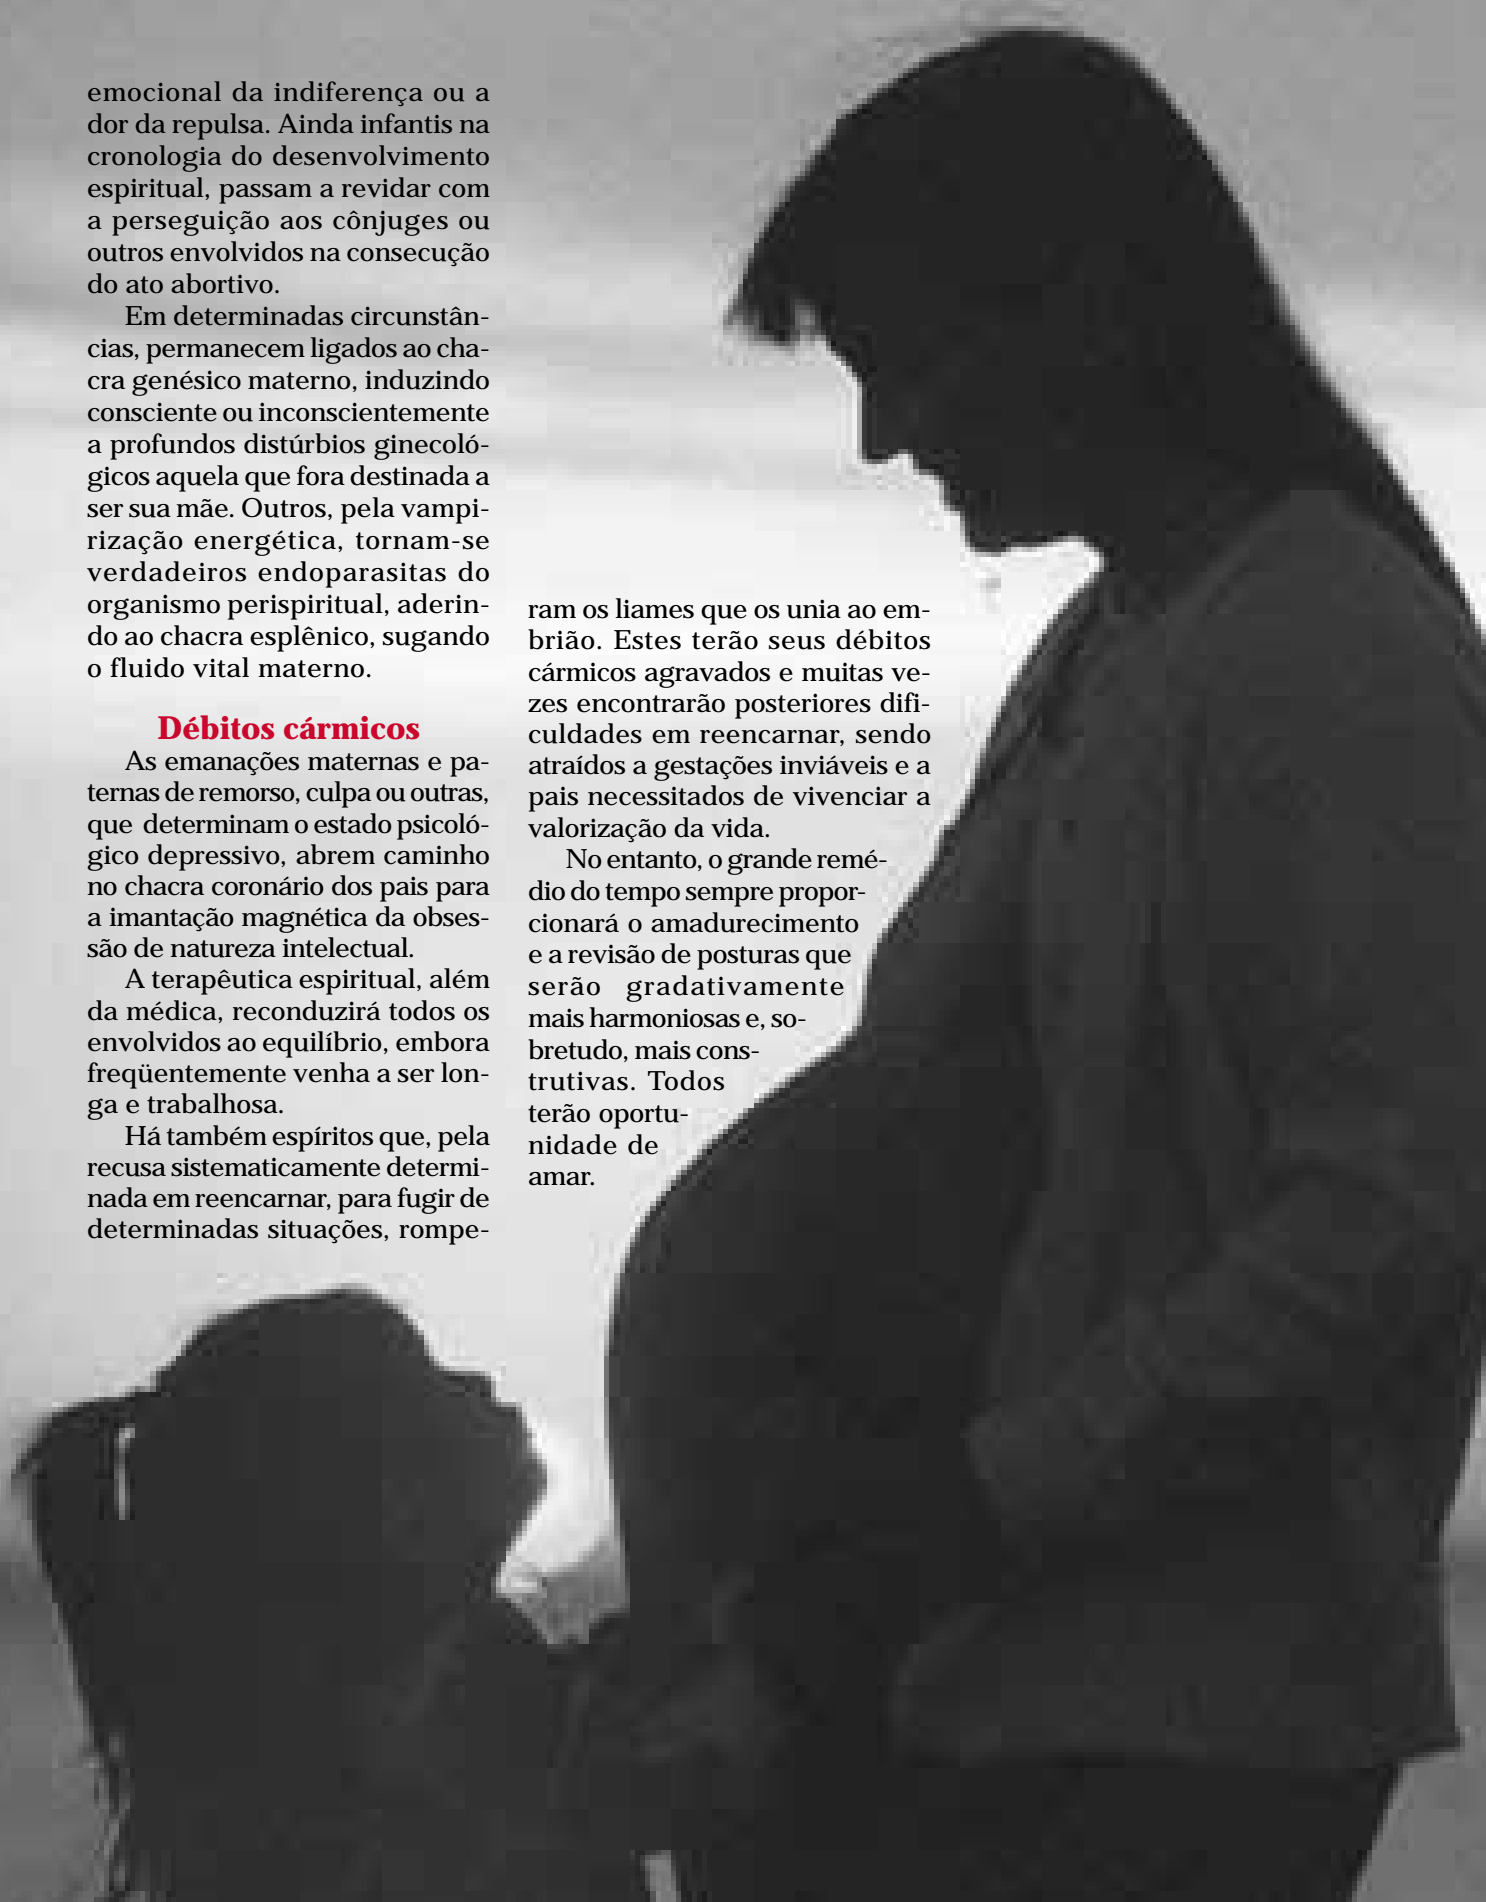 emocional da indiferença ou a
dor da repulsa. Ainda infantis na
cronologia do desenvolvimento
espiritual, passam a revidar com
a perseguição aos cônjuges ou
outros envolvidos na consecução
do ato abortivo.
Em determinadas circunstân-
cias, permanecem ligados ao cha-
cra genésico materno, induzindo
consciente ou inconscientemente
a profundos distúrbios ginecoló-
gicos aquela que fora destinada a
ser sua mãe. Outros, pela vampi-
rização energética, tornam-se
verdadeiros endoparasitas do
organismo perispiritual, aderin-
do ao chacra esplênico, sugando
o fluido vital materno.
Débitos cármicos
As emanações maternas e pa-
ternas de remorso, culpa ou outras,
que determinam o estado psicoló-
gico depressivo, abrem caminho
no chacra coronário dos pais para
a imantação magnética da obses-
são de natureza intelectual.
A terapêutica espiritual, além
da médica, reconduzirá todos os
envolvidos ao equilíbrio, embora
freqüentemente venha a ser lon-
ga e trabalhosa.
Há também espíritos que, pela
recusa sistematicamente determi-
nada em reencarnar, para fugir de
determinadas situações, rompe-
ram os liames que os unia ao em-
brião. Estes terão seus débitos
cármicos agravados e muitas ve-
zes encontrarão posteriores difi-
culdades em reencarnar, sendo
atraídos a gestações inviáveis e a
pais necessitados de vivenciar a
valorização da vida.
No entanto, o grande remé-
dio do tempo sempre propor-
cionará o amadurecimento
e a revisão de posturas que
serão gradativamente
mais harmoniosas e, so-
bretudo, mais cons-
trutivas. Todos
terão oportu-
nidade de
amar.